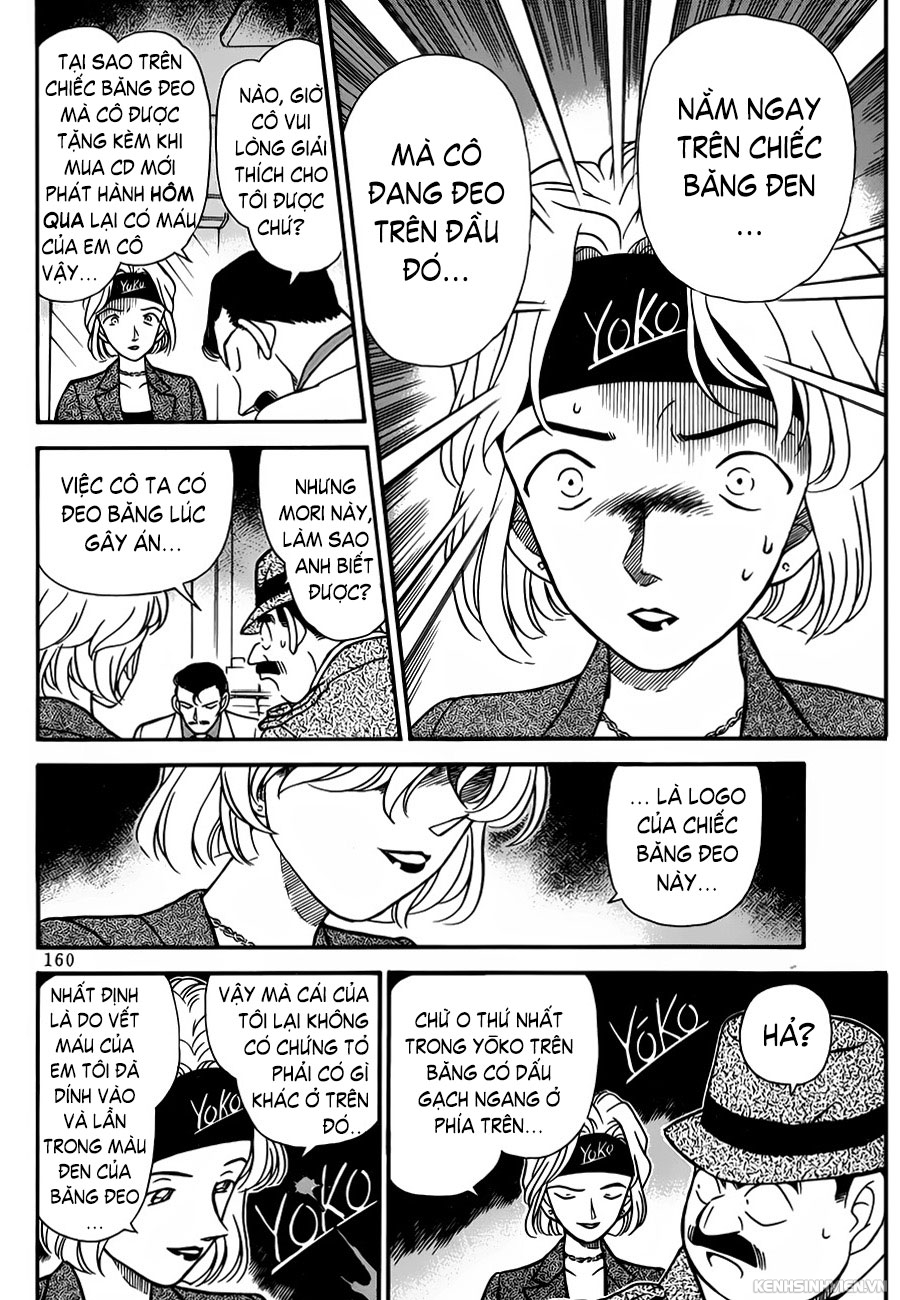 NẰM NGAY
TRÊN CHIẾC
BĂNG ĐEN
...
MÀ CÔ
ĐANG ĐEO
TRÊN ĐẦU
ĐÓ...
YOKO
NÀO, GIỜ
CÔ VUI
LÒNG GIẢI
THÍCH CHO
TÔI ĐƯỢC
CHỨ?
TẠI SAO TRÊN
CHIẾC BĂNG ĐEO
MÀ CÔ ĐƯỢC
TẶNG KÈM KHI
MUA CD MỚI
PHÁT HÀNH HÔM
QUA LẠI CÓ MÁU
CỦA EM CÔ
VẬY...
YOKO
NHƯNG
MORI NÀY,
LÀM SAO
ANH BIẾT
ĐƯỢC?
VIỆC CÔ TA CÓ
ĐEO BĂNG LÚC
GÂY ÁN...
... LÀ LOGO
CỦA CHIẾC
BĂNG ĐEO
NÀY...
160
HẢ?
YŌKO
CHỮ O THỨ NHẤT
TRONG YŌKO TRÊN
BĂNG CÓ DẤU
GẠCH NGANG Ở
PHÍA TRÊN...
YOKO
VẬY MÀ CÁI CỦA
TÔI LẠI KHÔNG
CÓ CHỨNG TỎ
PHẢI CÓ GÌ
KHÁC Ở TRÊN
ĐÓ..
YOKO
YOKO
NHẤT ĐỊNH
LÀ DO VẾT
MÁU CỦA
EM TÔI ĐÃ
DÍNH VÀO
VÀ LẪN
TRONG MÀU
ĐEN CỦA
BĂNG ĐEO
...
KENHSINHVIEN.VN